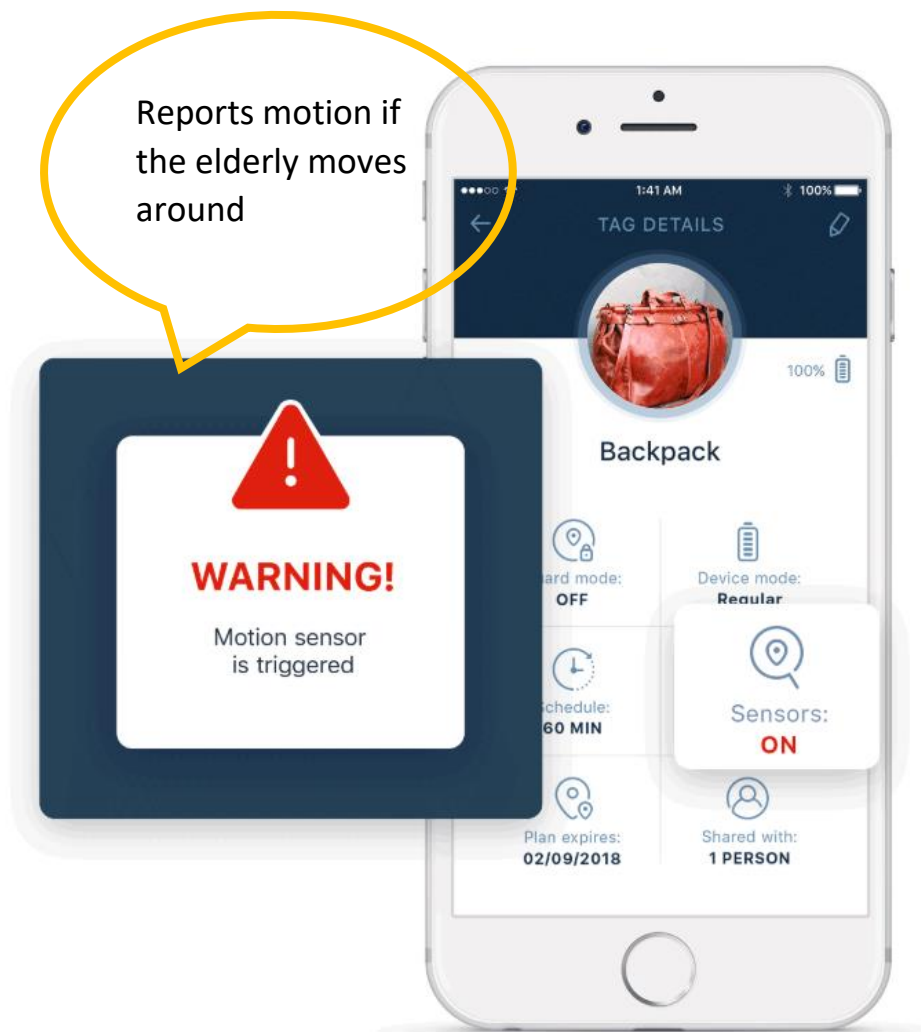 Reports motion if
the elderly moves
around
1:41 AM
100%
TAG DETAILS
100%
Backpack
WARNING!
Motion sensor
is triggered
mode:
OFF
Device mode:
Regular
60 MIN
Sensors:
ON
Plan expires:
02/09/2018
Shared with:
1 PERSON